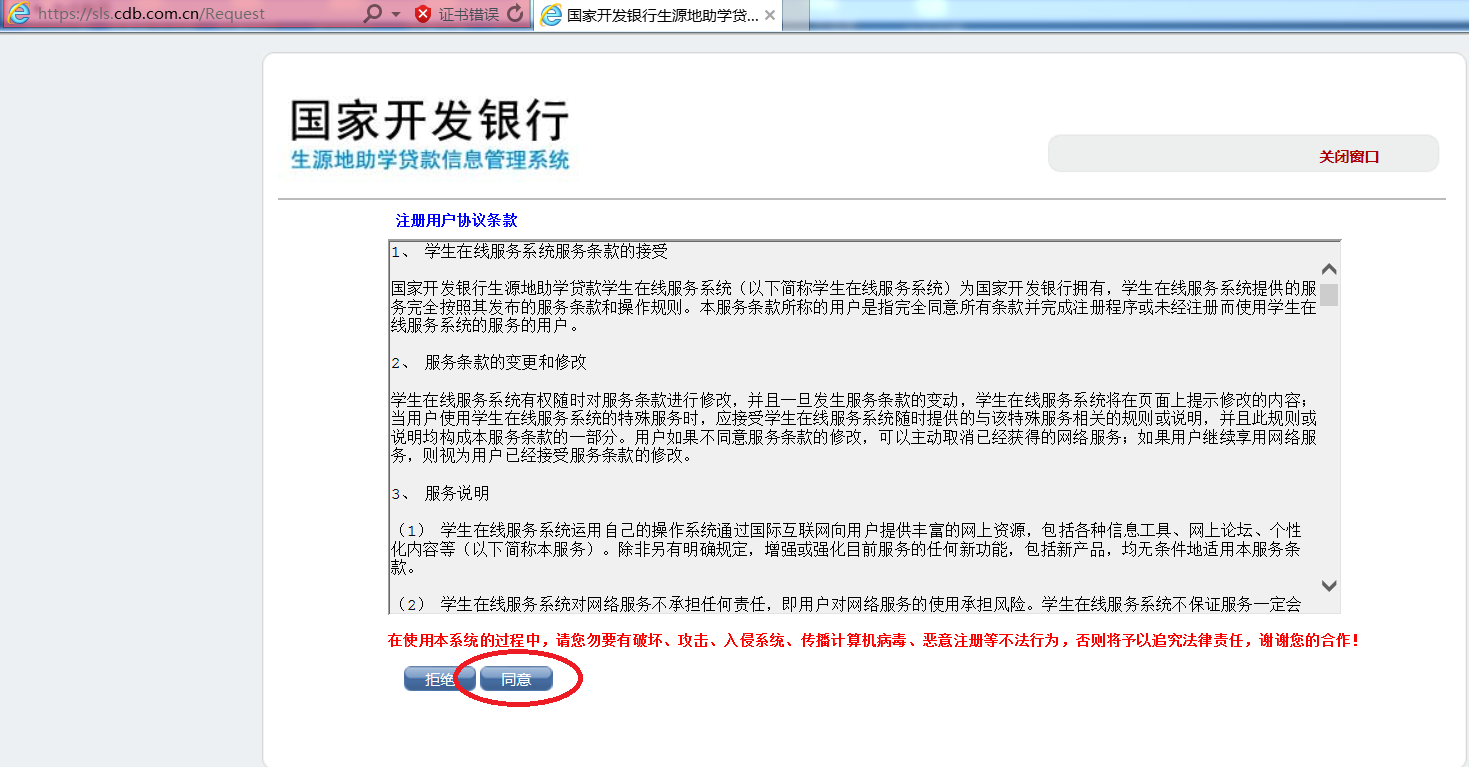 https://sls.cdb.com.cn/Request
证书错误
国家开发银行生源地助学贷...
国家开发银行
生源地助学贷款信息管理系统
关闭窗口
注册用户协议条款
1、 学生在线服务系统服务条款的接受
国家开发银行生源地助学贷款学生在线服务系统（以下简称学生在线服务系统）为国家开发银行拥有，学生在线服务系统提供的服
务完全按照其发布的服务条款和操作规则。本服务条款所称的用户是指完全同意所有条款并完成注册程序或未经注册而使用学生在
线服务系统的服务的用户。
2、 服务条款的变更和修改
学生在线服务系统有权随时对服务条款进行修改，并且一旦发生服务条款的变动，学生在线服务系统将在页面上提示修改的内容；
当用户使用学生在线服务系统的特殊服务时，应接受学生在线服务系统随时提供的与该特殊服务相关的规则或说明，并且此规则或
说明均构成本服务条款的一部分。用户如果不同意服务条款的修改，可以主动取消已经获得的网络服务；如果用户继续享用网络服
务，则视为用户已经接受服务条款的修改。
3、 服务说明
（1） 学生在线服务系统运用自己的操作系统通过国际互联网向用户提供丰富的网上资源，包括各种信息工具、网上论坛、个性
化内容等（以下简称本服务）。除非另有明确规定，增强或强化目前服务的任何新功能，包括新产品，均无条件地适用本服务条
款。
（2） 学生在线服务系统对网络服务不承担任何责任，即用户对网络服务的使用承担风险。学生在线服务系统不保证服务一定会
在使用本系统的过程中，请您勿要有破坏、攻击、入侵系统、传播计算机病毒、恶意注册等不法行为，否则将予以追究法律责任，谢谢您的合作！
拒绝 同意